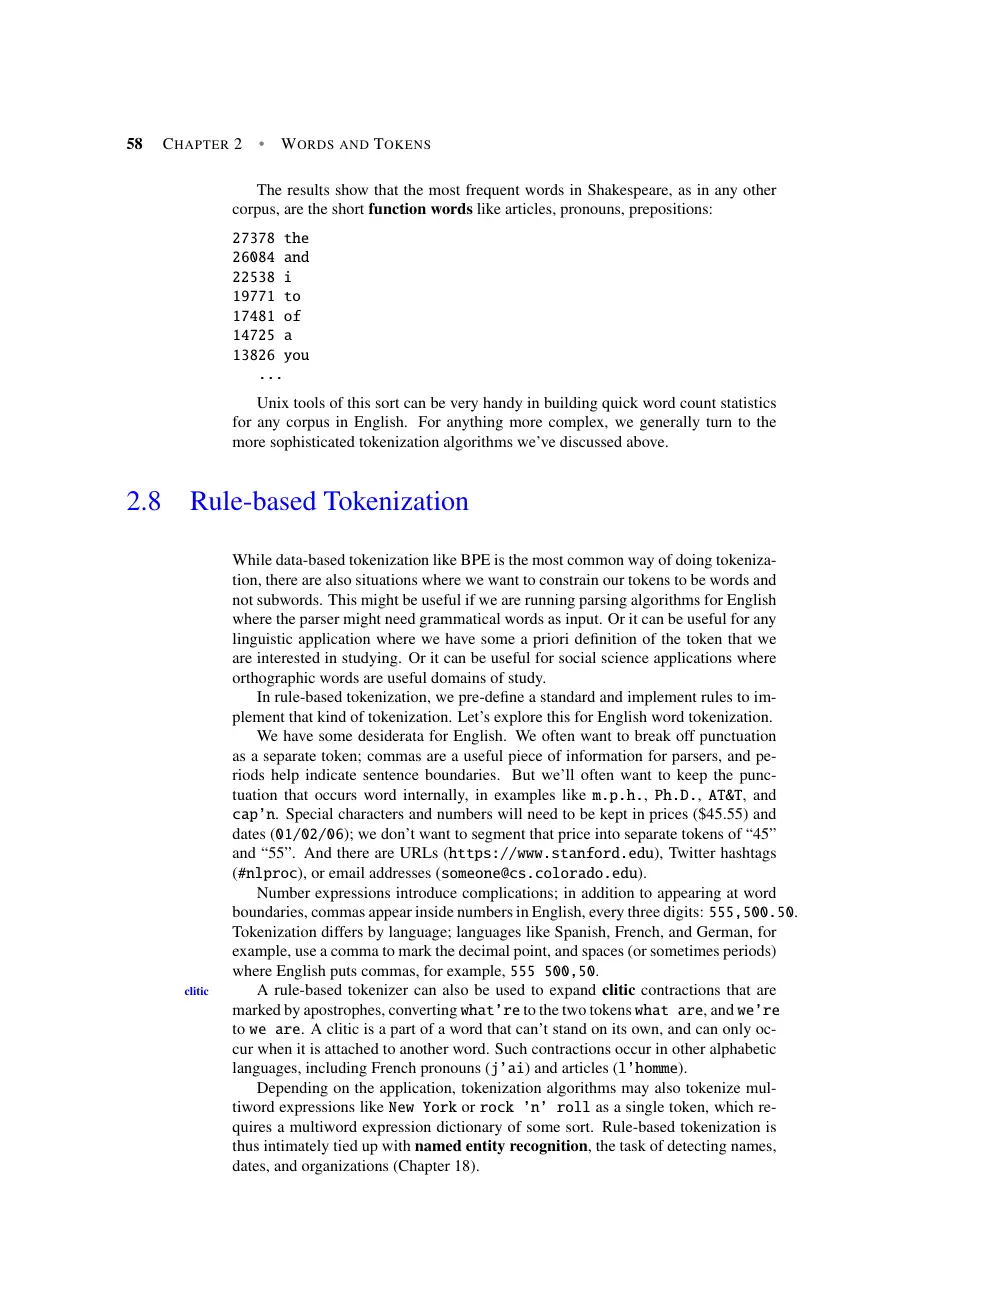 58 CHAPTER 2 • WORDS AND TOKENS
The results show that the most frequent words in Shakespeare, as in any other
corpus, are the short function words like articles, pronouns, prepositions:
27378 the
26084 and
22538 i
19771 to
17481 of
14725 a
13826 you
...
Unix tools of this sort can be very handy in building quick word count statistics
for any corpus in English. For anything more complex, we generally turn to the
more sophisticated tokenization algorithms we've discussed above.
2.8 Rule-based Tokenization
While data-based tokenization like BPE is the most common way of doing tokeniza-
tion, there are also situations where we want to constrain our tokens to be words and
not subwords. This might be useful if we are running parsing algorithms for English
where the parser might need grammatical words as input. Or it can be useful for any
linguistic application where we have some a priori definition of the token that we
are interested in studying. Or it can be useful for social science applications where
orthographic words are useful domains of study.
In rule-based tokenization, we pre-define a standard and implement rules to im-
plement that kind of tokenization. Let's explore this for English word tokenization.
We have some desiderata for English. We often want to break off punctuation
as a separate token; commas are a useful piece of information for parsers, and pe-
riods help indicate sentence boundaries. But we'll often want to keep the punc-
tuation that occurs word internally, in examples like m.p.h., Ph.D., AT&T, and
cap'n. Special characters and numbers will need to be kept in prices ($45.55) and
dates (01/02/06); we don't want to segment that price into separate tokens of “45”
and “55”. And there are URLs (https://www.stanford.edu), Twitter hashtags
(#nlproc), or email addresses (someone@cs.colorado.edu).
Number expressions introduce complications; in addition to appearing at word
boundaries, commas appear inside numbers in English, every three digits: 555,500.50.
Tokenization differs by language; languages like Spanish, French, and German, for
example, use a comma to mark the decimal point, and spaces (or sometimes periods)
where English puts commas, for example, 555 500,50.
clitic A rule-based tokenizer can also be used to expand clitic contractions that are
marked by apostrophes, converting what're to the two tokens what are, and we're
to we are. A clitic is a part of a word that can't stand on its own, and can only oc-
cur when it is attached to another word. Such contractions occur in other alphabetic
languages, including French pronouns (j'ai) and articles (l'homme).
Depending on the application, tokenization algorithms may also tokenize mul-
tiword expressions like New York or rock 'n' roll as a single token, which re-
quires a multiword expression dictionary of some sort. Rule-based tokenization is
thus intimately tied up with named entity recognition, the task of detecting names,
dates, and organizations (Chapter 18).